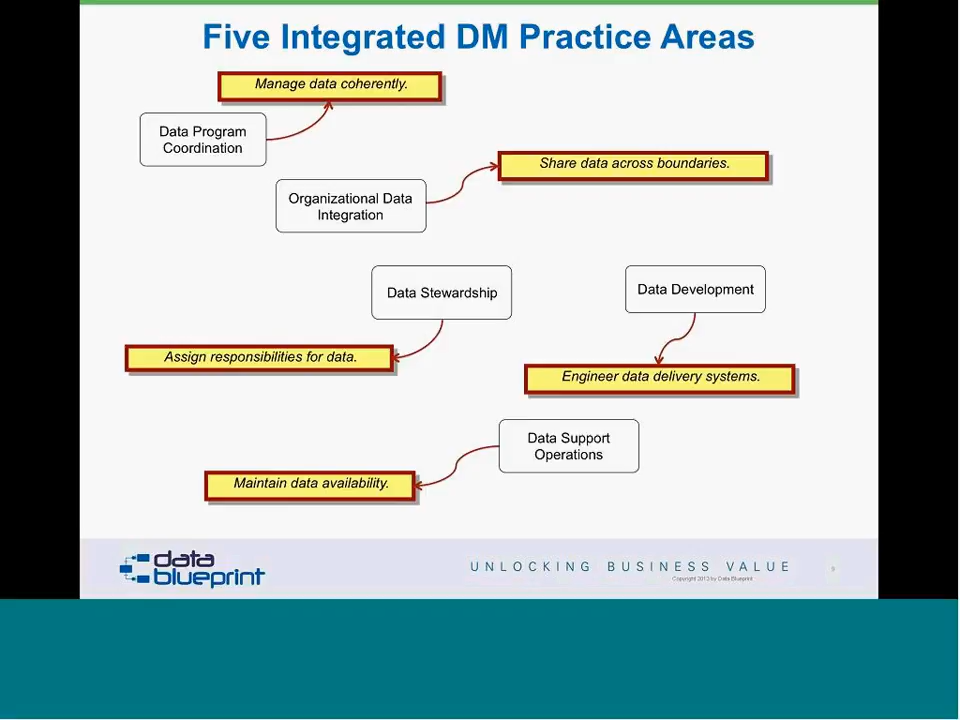 Five Integrated DM Practice Areas
Manage data coherently.
Data Program
Coordination
Share data across boundaries.
Organizational Data
Integration
Data Stewardship
Data Development
Assign responsibilities for data.
Engineer data delivery systems.
Data Support
Operations
Maintain data availability.
data
blueprint
UNLOCKING BUSINESS VALUE
Copyright 2013 by Data Blueprint